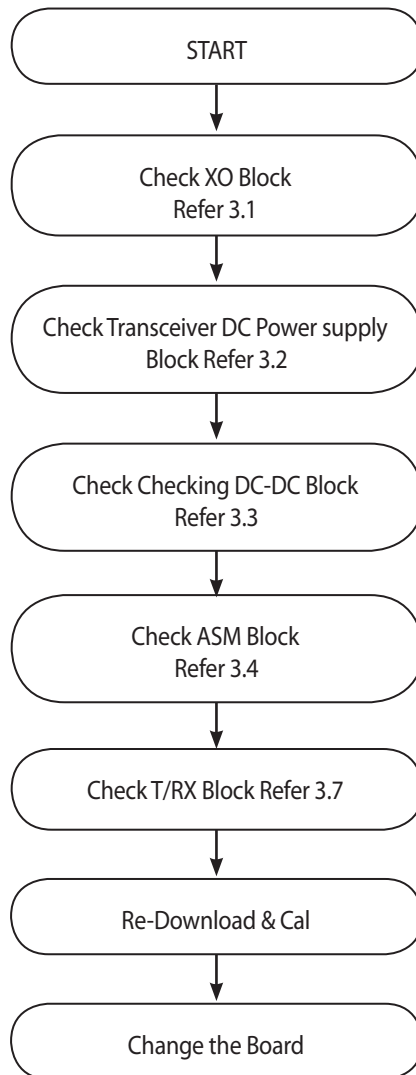 START
Check XO Block
Refer 3.1
Check Transceiver DC Power supply
Block Refer 3.2
Check Checking DC-DC Block
Refer 3.3
Check ASM Block
Refer 3.4
Check T/RX Block Refer 3.7
Re-Download & Cal
Change the Board